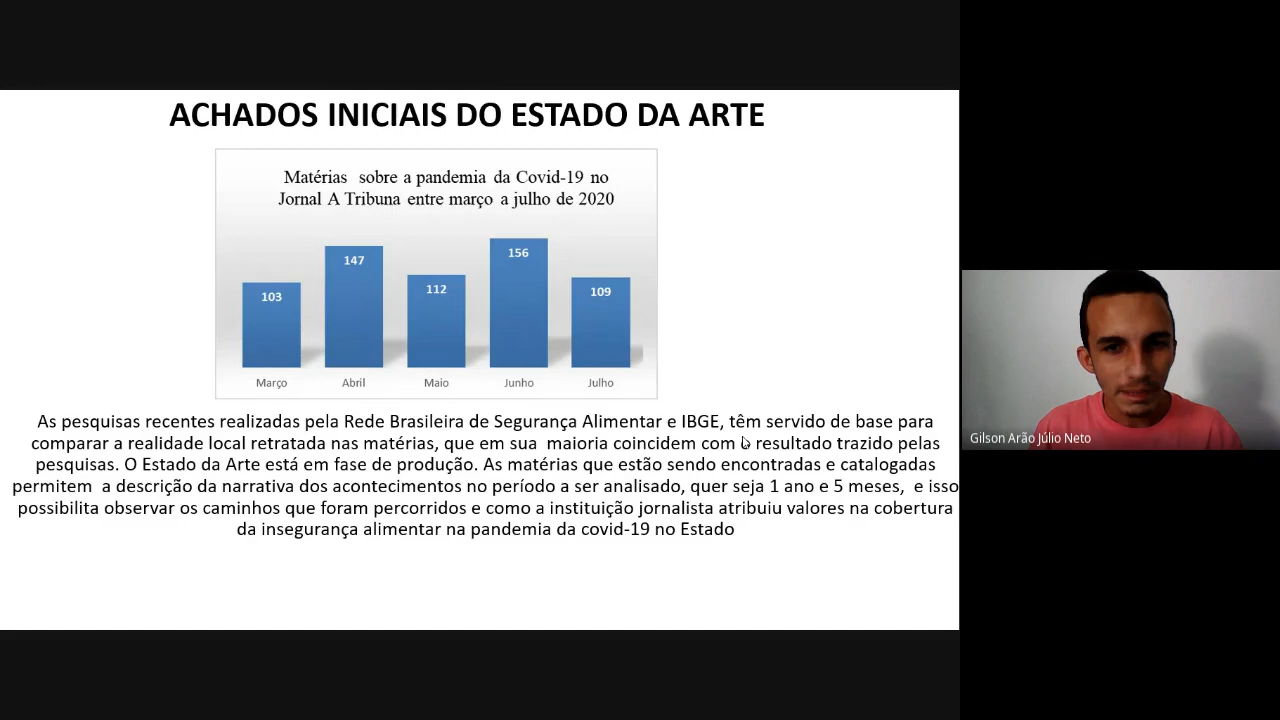 ACHADOS INICIAIS DO ESTADO DA ARTE
Matérias sobre a pandemia da Covid-19 no
Jornal A Tribuna entre março a julho de 2020
103
147
112
156
109
Março
Abril
Maio
Junho
Julho
As pesquisas recentes realizadas pela Rede Brasileira de Segurança Alimentar e IBGE, têm servido de base para
comparar a realidade local retratada nas matérias, que em sua maioria coincidem com o resultado trazido pelas
pesquisas. O Estado da Arte está em fase de produção. As matérias que estão sendo encontradas e catalogadas
permitem a descrição da narrativa dos acontecimentos no período a ser analisado, quer seja 1 ano e 5 meses, e isso
possibilita observar os caminhos que foram percorridos e como a instituição jornalista atribuiu valores na cobertura
da insegurança alimentar na pandemia da covid-19 no Estado
Gilson Arão Júlio Neto